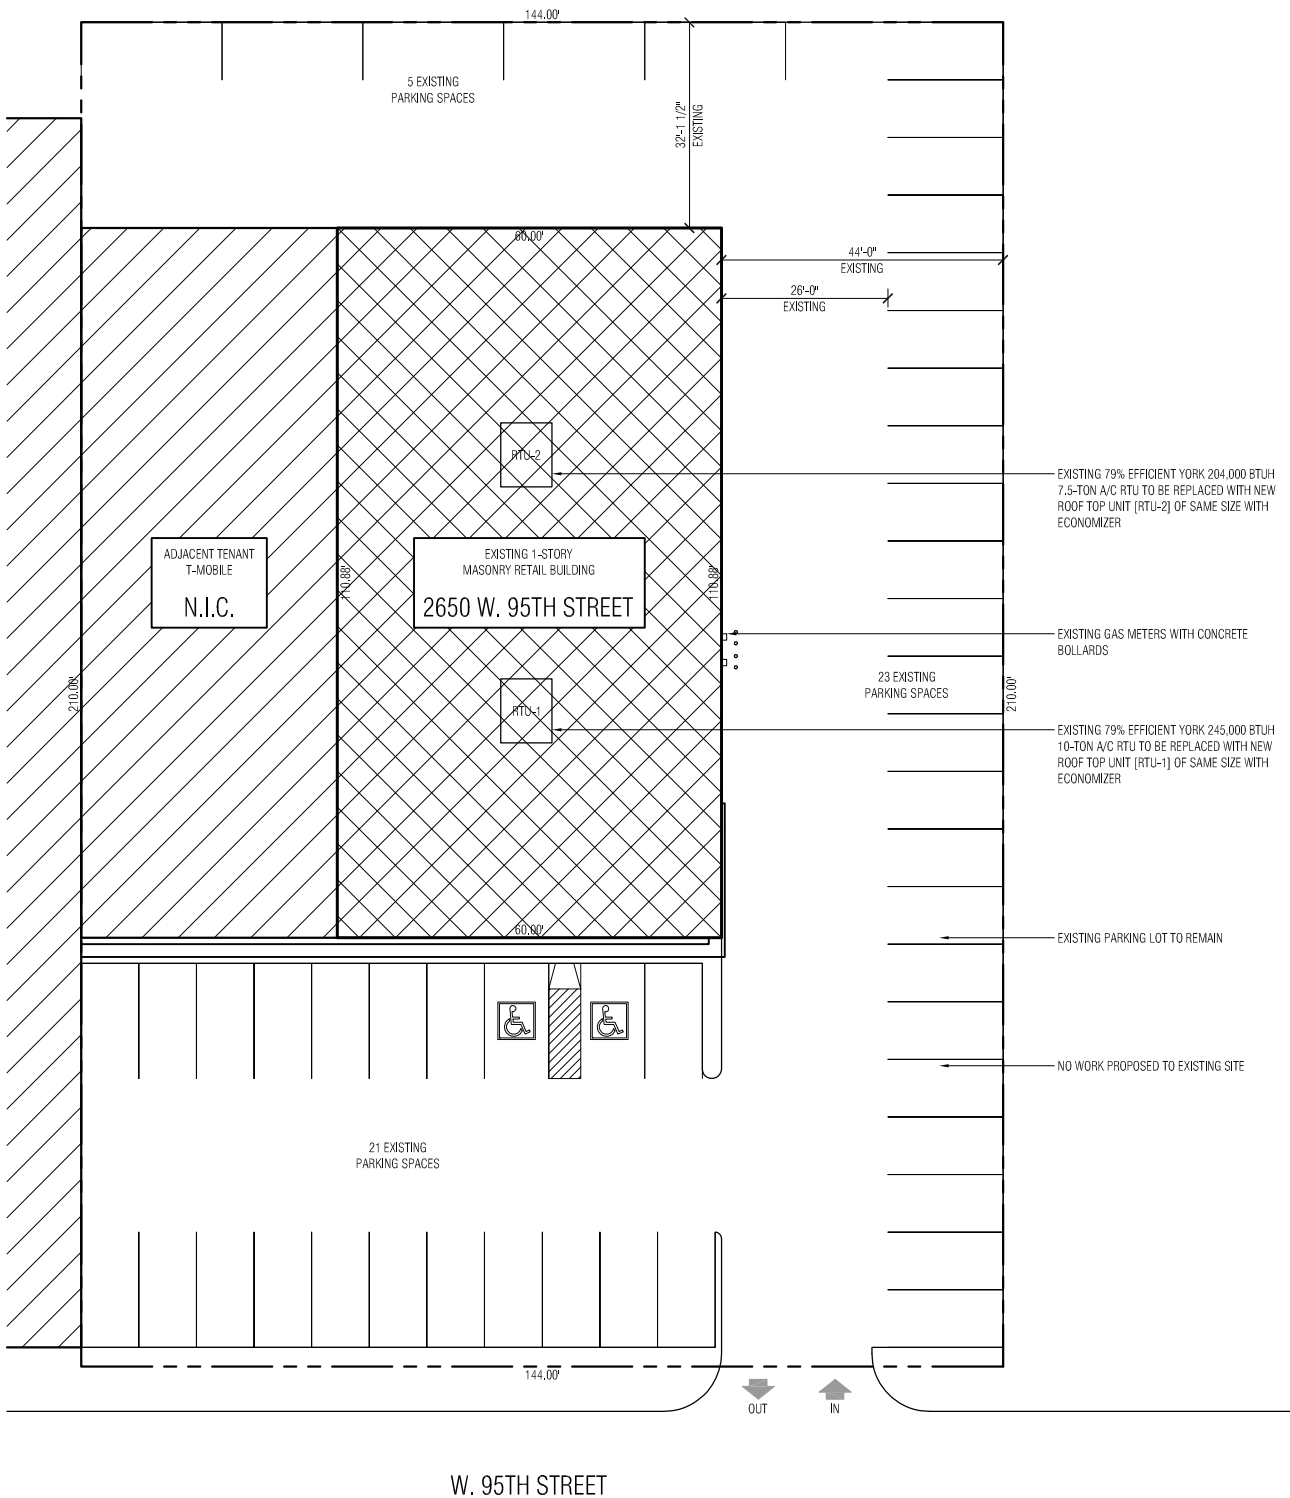 144.00'
5 EXISTING
PARKING SPACES
32'-1 1/2"
EXISTING
60.00'
44'-0"
EXISTING
26'-0"
EXISTING
RTU-2
EXISTING 79% EFFICIENT YORK 204,000 BTUH
7.5-TON A/C RTU TO BE REPLACED WITH NEW
ROOF TOP UNIT [RTU-2] OF SAME SIZE WITH
ECONOMIZER
ADJACENT TENANT
T-MOBILE
N.I.C.
110.88'
EXISTING 1-STORY
MASONRY RETAIL BUILDING
2650 W. 95TH STREET
110.88'
EXISTING GAS METERS WITH CONCRETE
BOLLARDS
210.00'
23 EXISTING
PARKING SPACES
210.00'
RTU-1
EXISTING 79% EFFICIENT YORK 245,000 BTUH
10-TON A/C RTU TO BE REPLACED WITH NEW
ROOF TOP UNIT [RTU-1] OF SAME SIZE WITH
ECONOMIZER
60.00'
EXISTING PARKING LOT TO REMAIN
NO WORK PROPOSED TO EXISTING SITE
21 EXISTING
PARKING SPACES
144.00'
OUT
IN
W. 95TH STREET